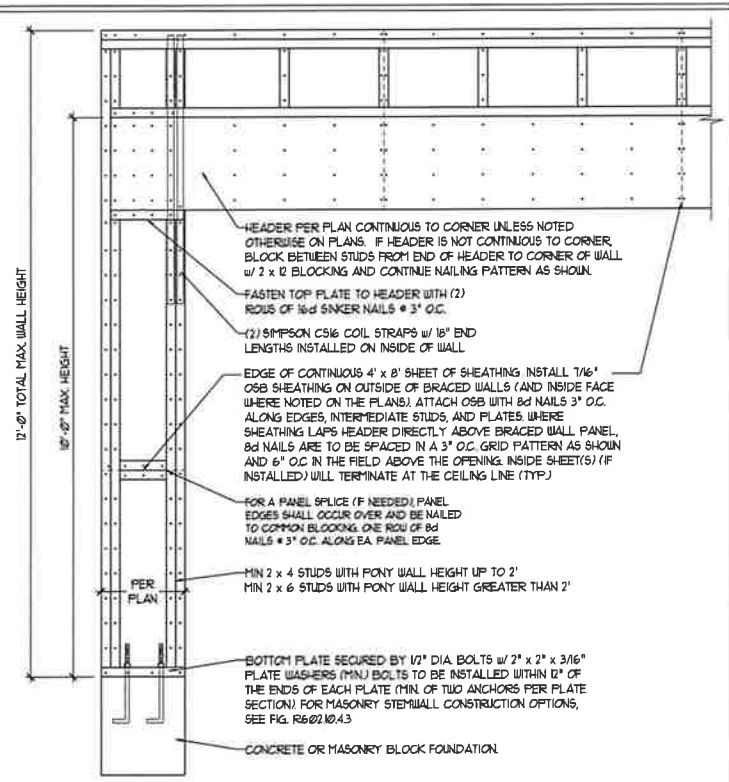 HEADER PER PLAN CONTINUOUS TO CORNER UNLESS NOTED
OTHERWISE ON PLANS. IF HEADER IS NOT CONTINUOUS TO CORNER,
BLOCK BETWEEN STUDS FROM END OF HEADER TO CORNER OF WALL
w/ 2 x 12 BLOCKING AND CONTINUE NAILING PATTERN AS SHOWN.
FASTEN TOP PLATE TO HEADER WITH (2)
ROWS OF 16d SINKER NAILS @ 3" O.C.
(2) SIMPSON CS16 COIL STRAPS w/ 18" END
LENGTHS INSTALLED ON INSIDE OF WALL
EDGE OF CONTINUOUS 4' x 8' SHEET OF SHEATHING. INSTALL 7/16"
OSB SHEATHING ON OUTSIDE OF BRACED WALLS (AND INSIDE FACE
WHERE NOTED ON THE PLANS). ATTACH OSB WITH 8d NAILS 3" O.C.
ALONG EDGES, INTERMEDIATE STUDS, AND PLATES. WHERE
SHEATHING LAPS HEADER DIRECTLY ABOVE BRACED WALL PANEL,
8d NAILS ARE TO BE SPACED IN A 3" O.C. GRID PATTERN AS SHOWN
AND 6" O.C IN THE FIELD ABOVE THE OPENING. INSIDE SHEET(S) (IF
INSTALLED) WILL TERMINATE AT THE CEILING LINE (TYP.)
FOR A PANEL SPLICE (IF NEEDED), PANEL
EDGES SHALL OCCUR OVER AND BE NAILED
TO COMMON BLOCKING. ONE ROW OF 8d
NAILS @ 3" O.C. ALONG EA. PANEL EDGE.
MIN 2 x 4 STUDS WITH PONY WALL HEIGHT UP TO 2'
MIN 2 x 6 STUDS WITH PONY WALL HEIGHT GREATER THAN 2'
BOTTOM PLATE SECURED BY 1/2" DIA. BOLTS w/ 2" x 2" x 3/16"
PLATE WASHERS (MIN.) BOLTS TO BE INSTALLED WITHIN 12" OF
THE ENDS OF EACH PLATE (MIN. OF TWO ANCHORS PER PLATE
SECTION). FOR MASONRY STEMWALL CONSTRUCTION OPTIONS,
SEE FIG. R602.10.4.3
CONCRETE OR MASONRY BLOCK FOUNDATION.
12'-0" TOTAL MAX. WALL HEIGHT
10'-0" MAX. HEIGHT
PER
PLAN